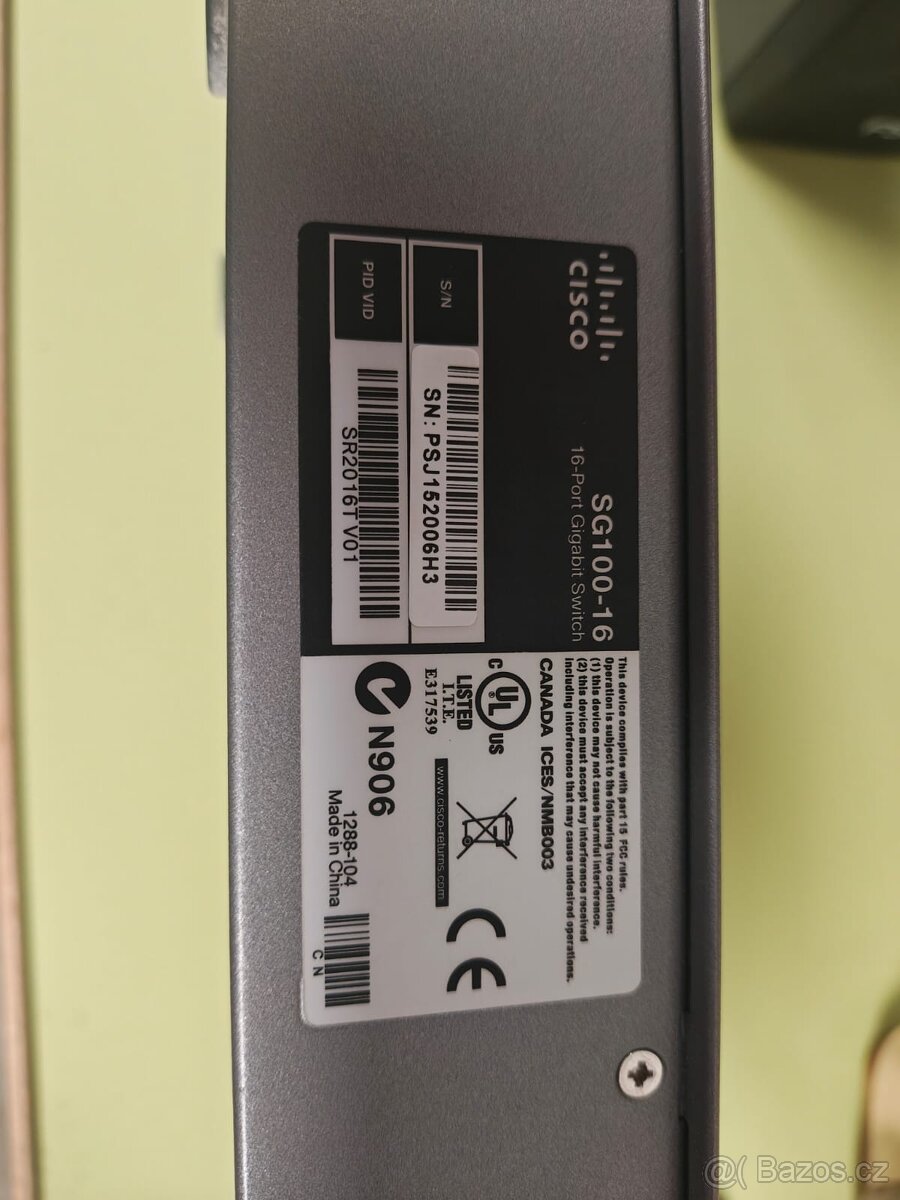 CISCO
SG100-16
16-Port Gigabit Switch
S/N
SN: PSJ152006H3
PID VID
SR2016T V01
This device complies with part 15 FCC rules.
Operation is subject to the following two conditions:
(1) this device may not cause harmful interference.
(2) this device must accept any interference received
including interference that may cause undesired operations.
CANADA ICES/NMB003
C UL US
®
LISTED
I.T.E.
E317539
www.cisco-returns.com
CE
N906
1288-104
Made in China
C N
@( Bazos.cz